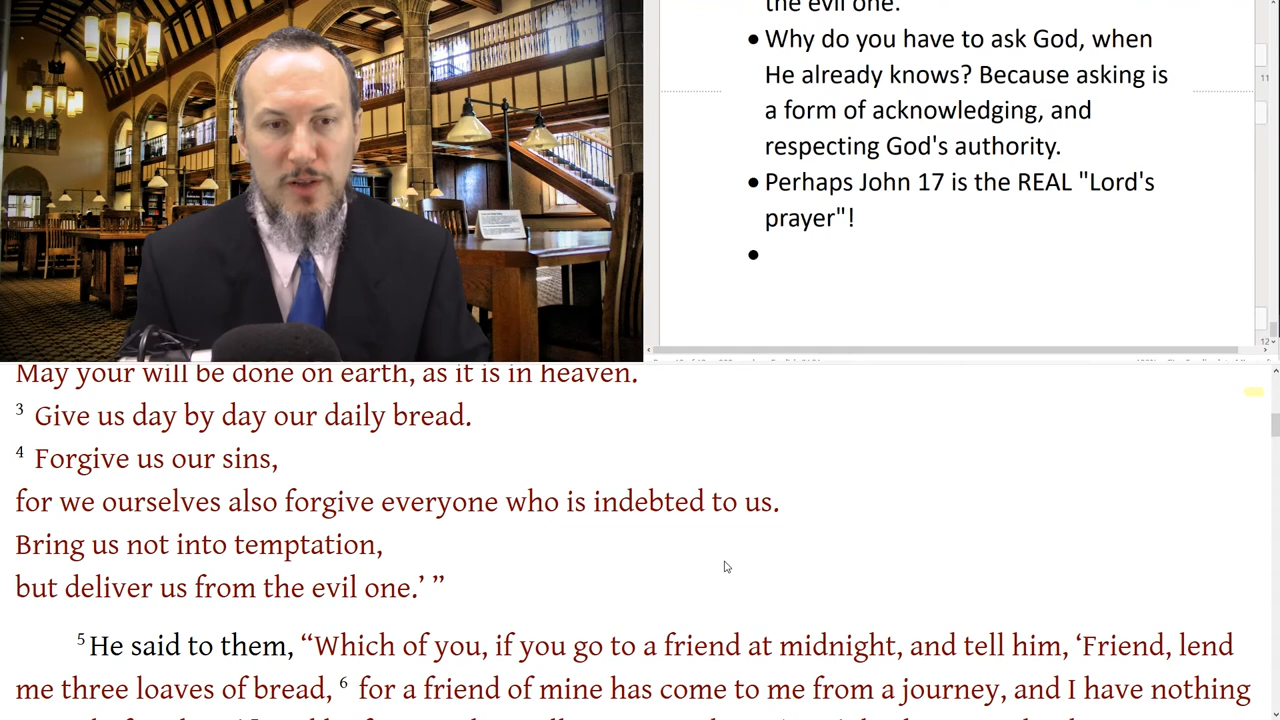 the evil one.
• Why do you have to ask God, when
He already knows? Because asking is
a form of acknowledging, and
respecting God's authority.
• Perhaps John 17 is the REAL "Lord's
prayer"!
•
11
12
May your will be done on earth, as it is in heaven.
3 Give us day by day our daily bread.
4 Forgive us our sins,
for we ourselves also forgive everyone who is indebted to us.
Bring us not into temptation,
but deliver us from the evil one.’ ”
5 He said to them, “Which of you, if you go to a friend at midnight, and tell him, ‘Friend, lend
me three loaves of bread, 6 for a friend of mine has come to me from a journey, and I have nothing